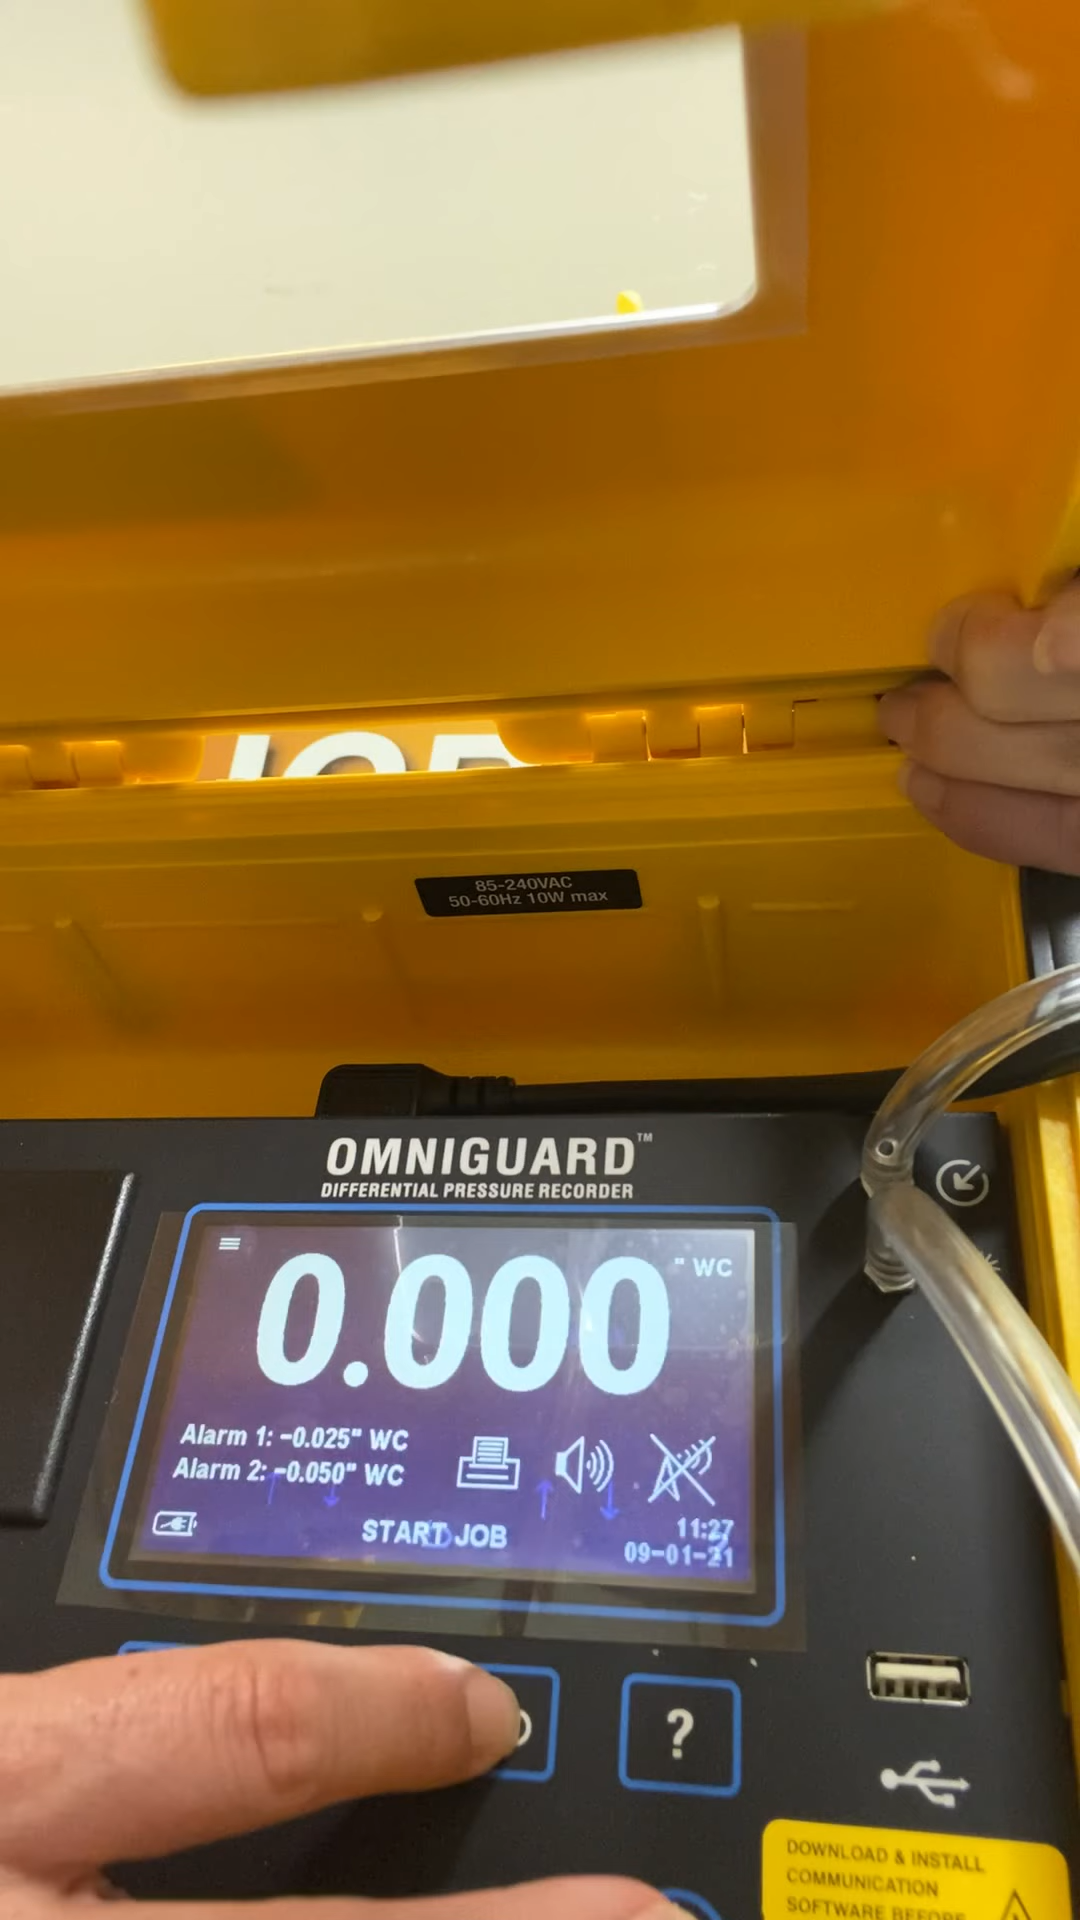 85-240VAC
50-60Hz 10W max
OMNIGUARD™
DIFFERENTIAL PRESSURE RECORDER
0.000 " WC
Alarm 1: -0.025" WC
Alarm 2: -0.050" WC
START JOB
11:27
09-01-21
?
DOWNLOAD & INSTALL
COMMUNICATION
SOFTWARE BEFORE